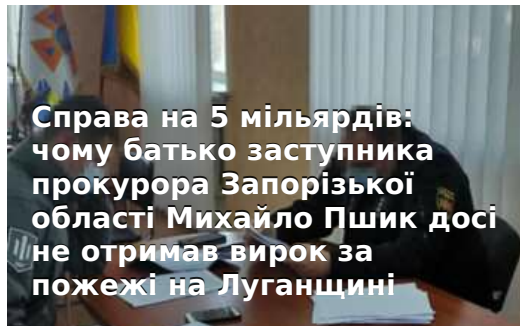 Справа на 5 мільярдів:
чому батько заступника
прокурора Запорізької
області Михайло Пшик досі
не отримав вирок за
пожежі на Луганщині